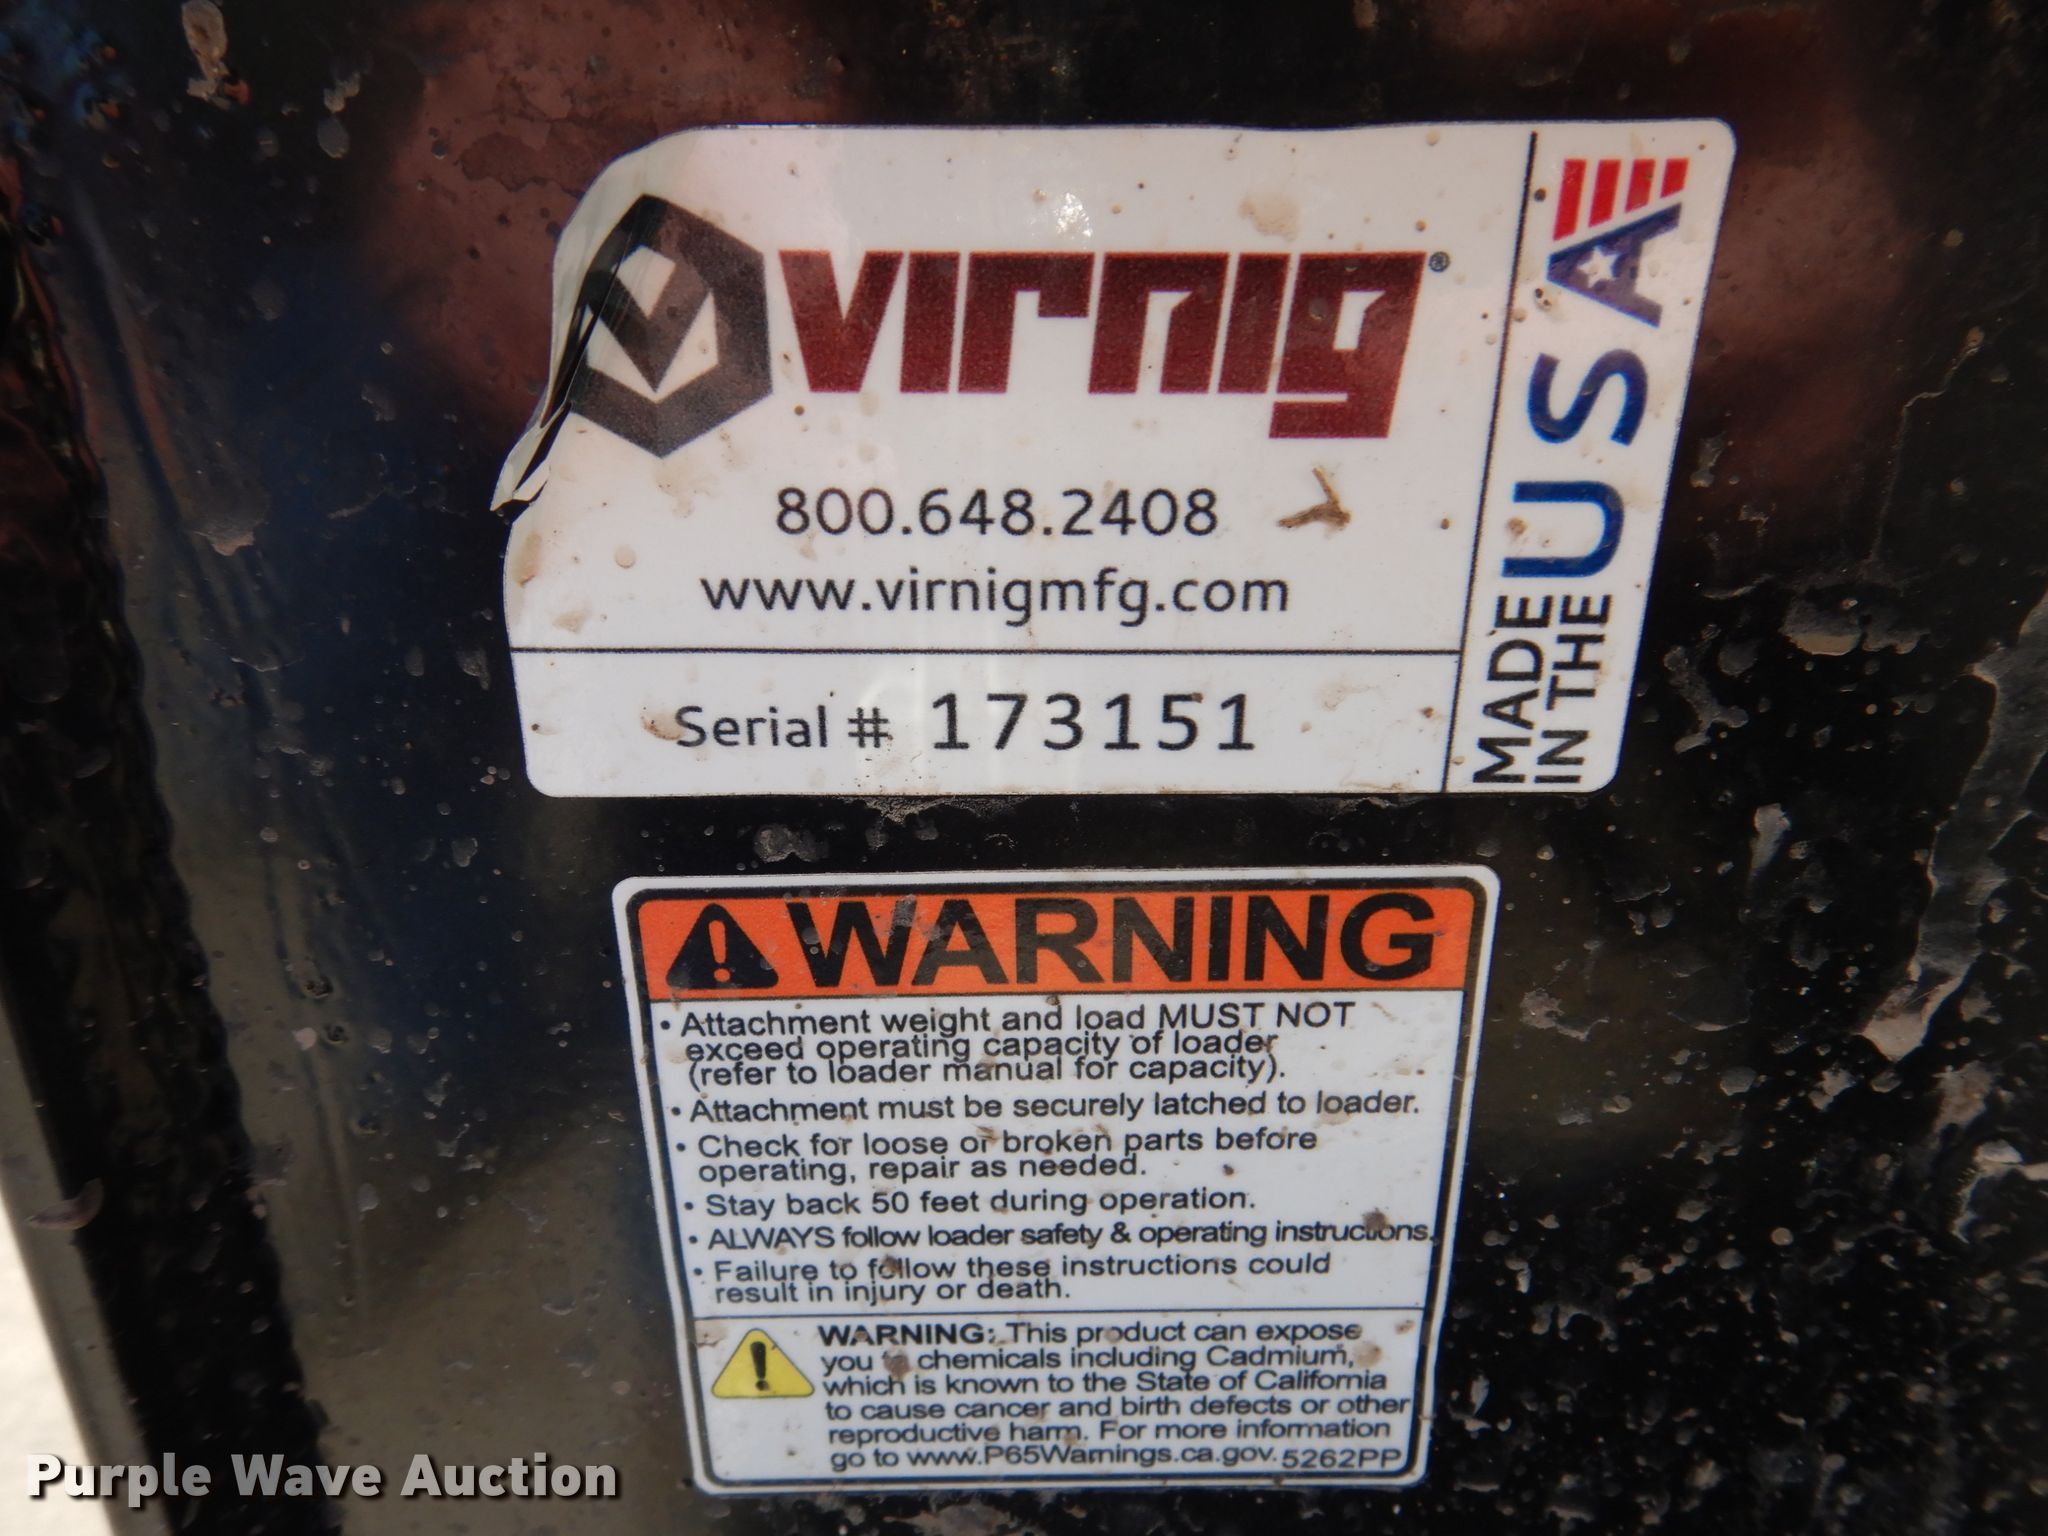 virnig®
800.648.2408
www.virnigmfg.com
Serial # 173151
MADE
IN THE
USA
WARNING
• Attachment weight and load MUST NOT
exceed operating capacity of loader
(refer to loader manual for capacity).
• Attachment must be securely latched to loader.
• Check for loose or broken parts before
operating, repair as needed.
• Stay back 50 feet during operation.
• ALWAYS follow loader safety & operating instructions.
• Failure to follow these instructions could
result in injury or death.
WARNING: This product can expose
you to chemicals including Cadmium,
which is known to the State of California
to cause cancer and birth defects or other
reproductive harm. For more information
go to www.P65Warnings.ca.gov. 5262PP
Purple Wave Auction